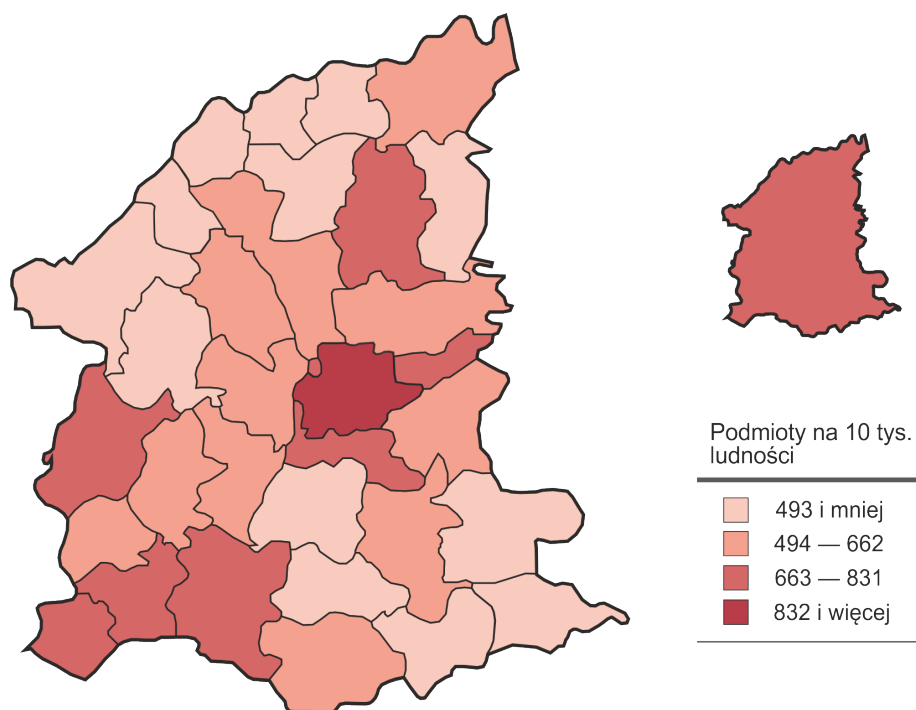 Podmioty na 10 tys.
ludności
493 i mniej
494 — 662
663 — 831
832 i więcej